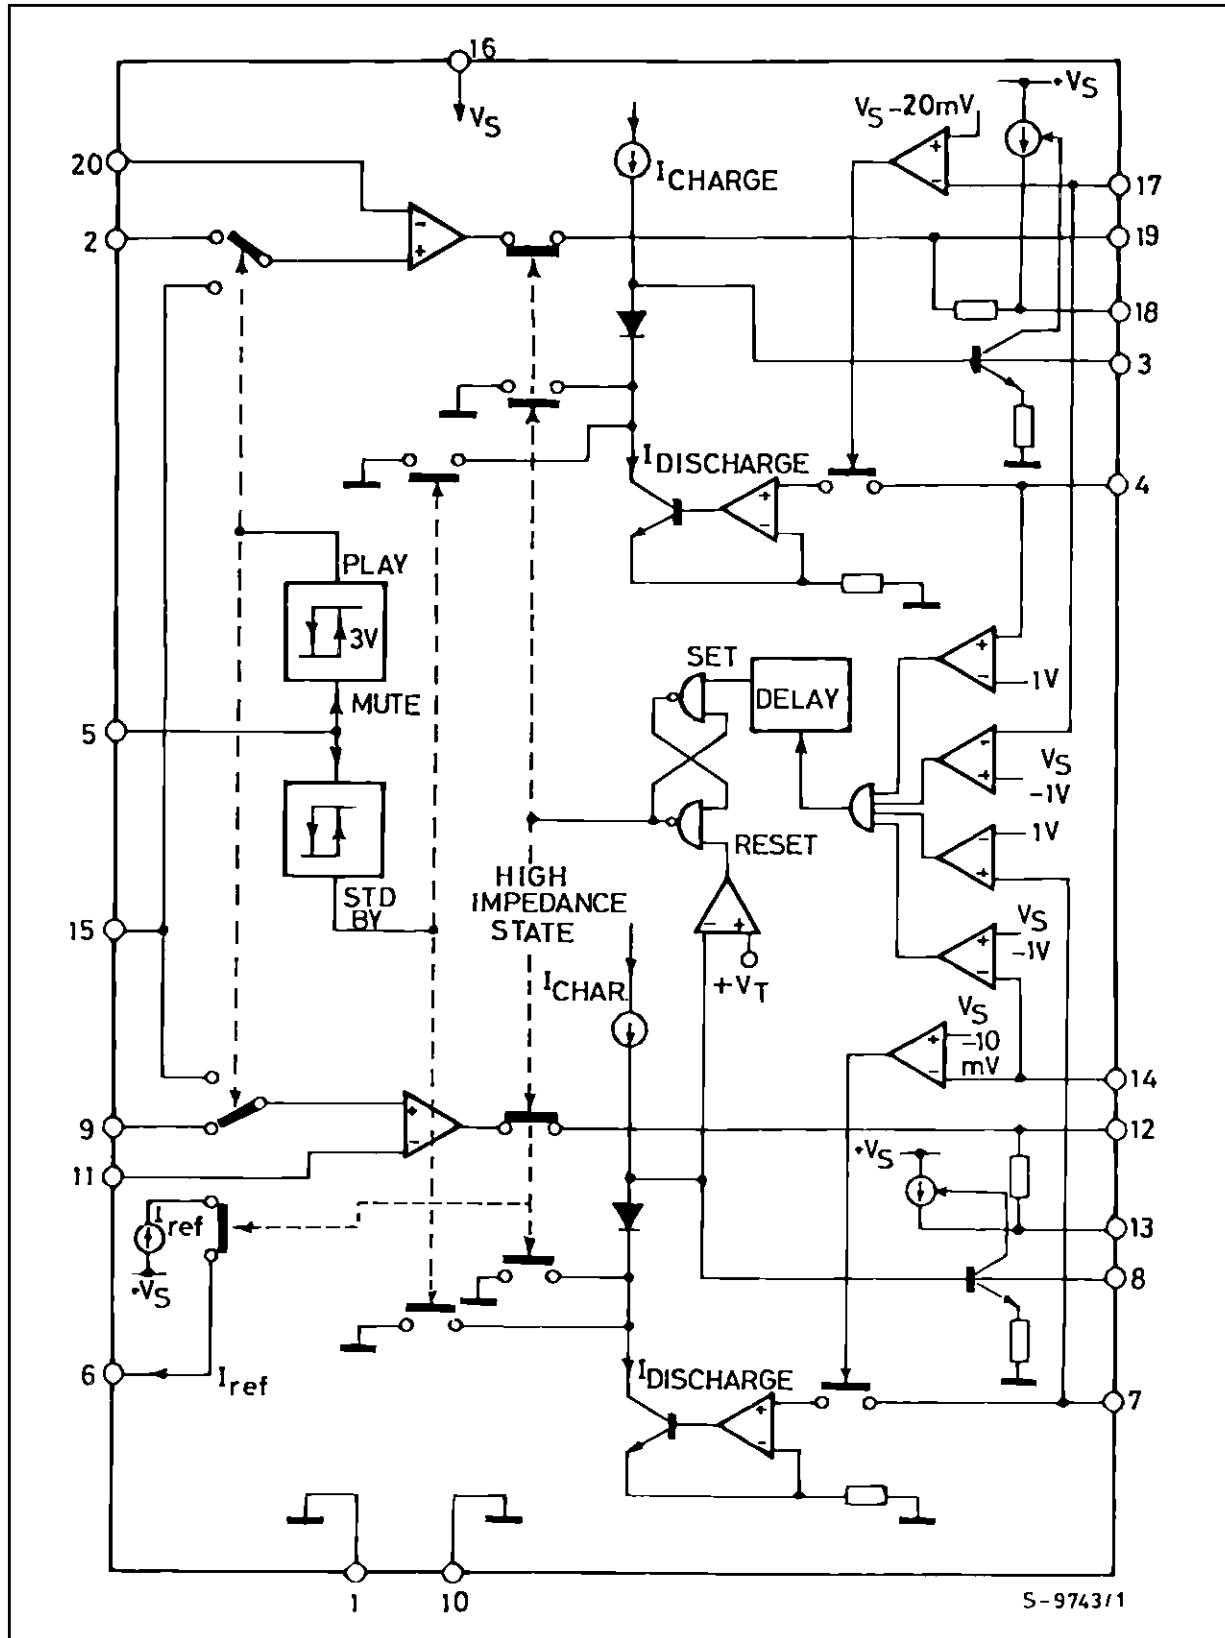 16
VS
+VS
VS -20mV
20
ICHARGE
17
2
19
18
3
IDISCHARGE
4
PLAY
3V
SET
DELAY
1V
MUTE
5
VS
-1V
RESET
1V
STD
BY
HIGH
IMPEDANCE
STATE
15
VS
-1V
+VT
ICHAR.
VS
-10
mV
14
9
12
11
+VS
Iref
13
+VS
8
6
Iref
IDISCHARGE
7
1
10
S-9743/1